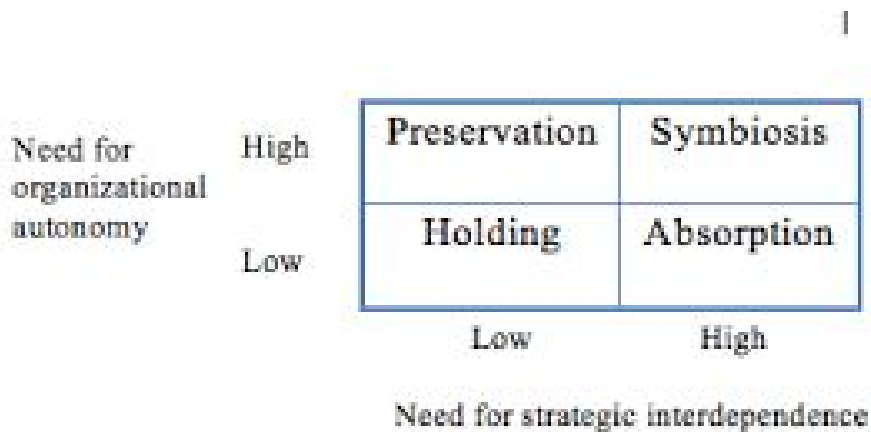 1
Preservation Symbiosis
Need for High
organizational
autonomy
Holding Absorption
Low
Low High
Need for strategic interdependence